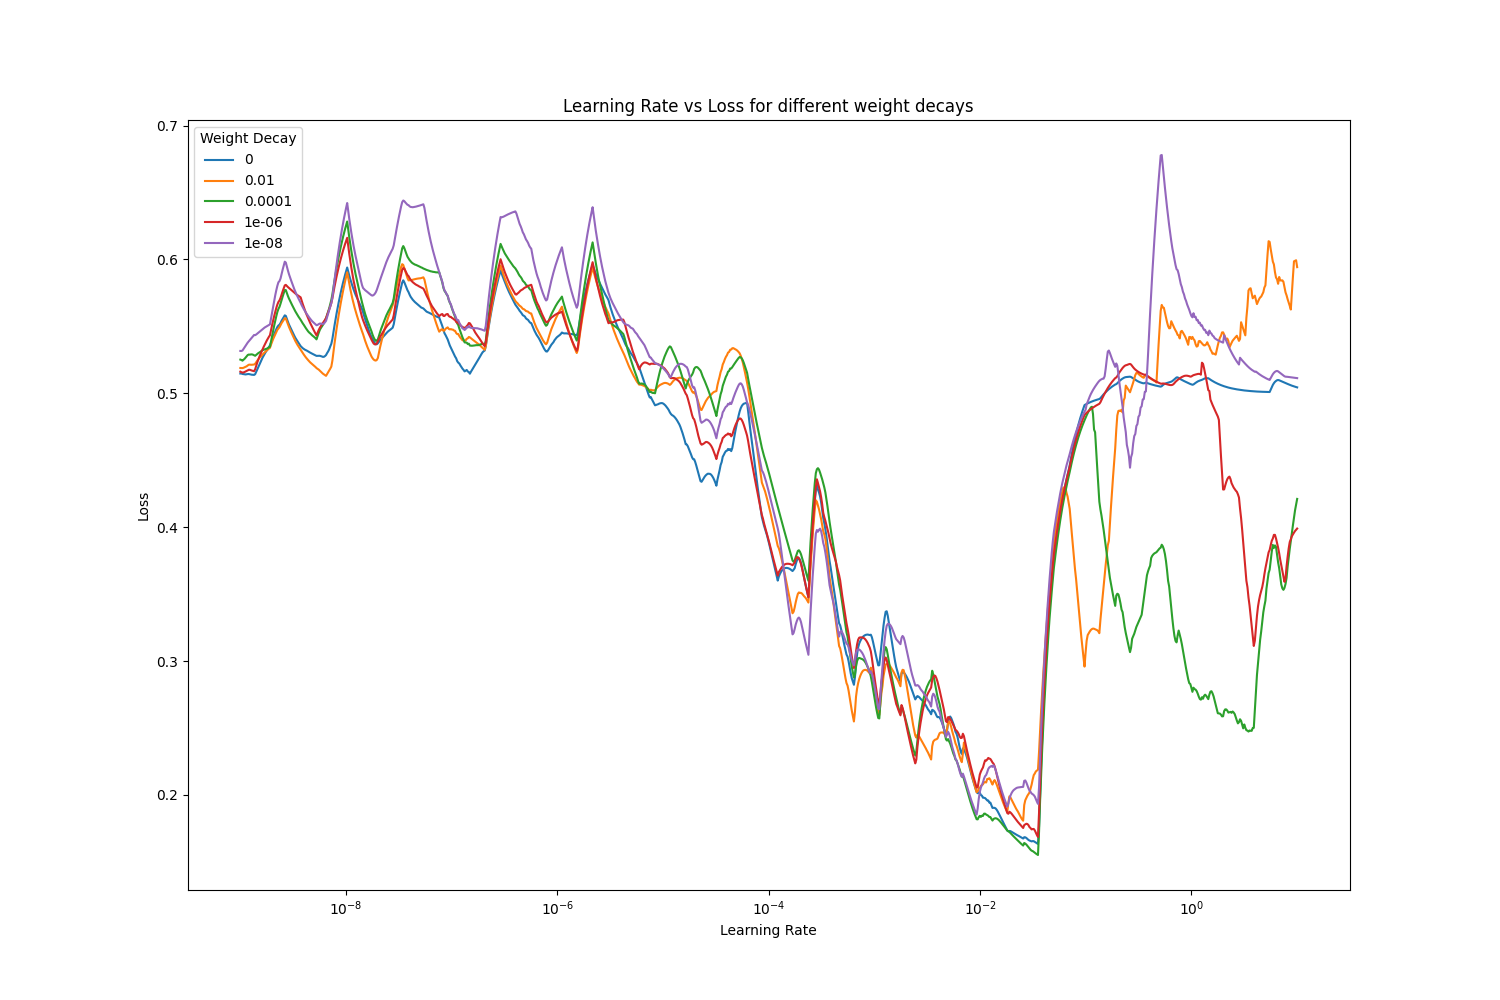 Learning Rate vs Loss for different weight decays
0.7
0.6
0.5
0.4
0.3
0.2
Loss
Weight Decay
0
0.01
0.0001
1e-06
1e-08
10⁻⁸
10⁻⁶
10⁻⁴
10⁻²
10⁰
Learning Rate